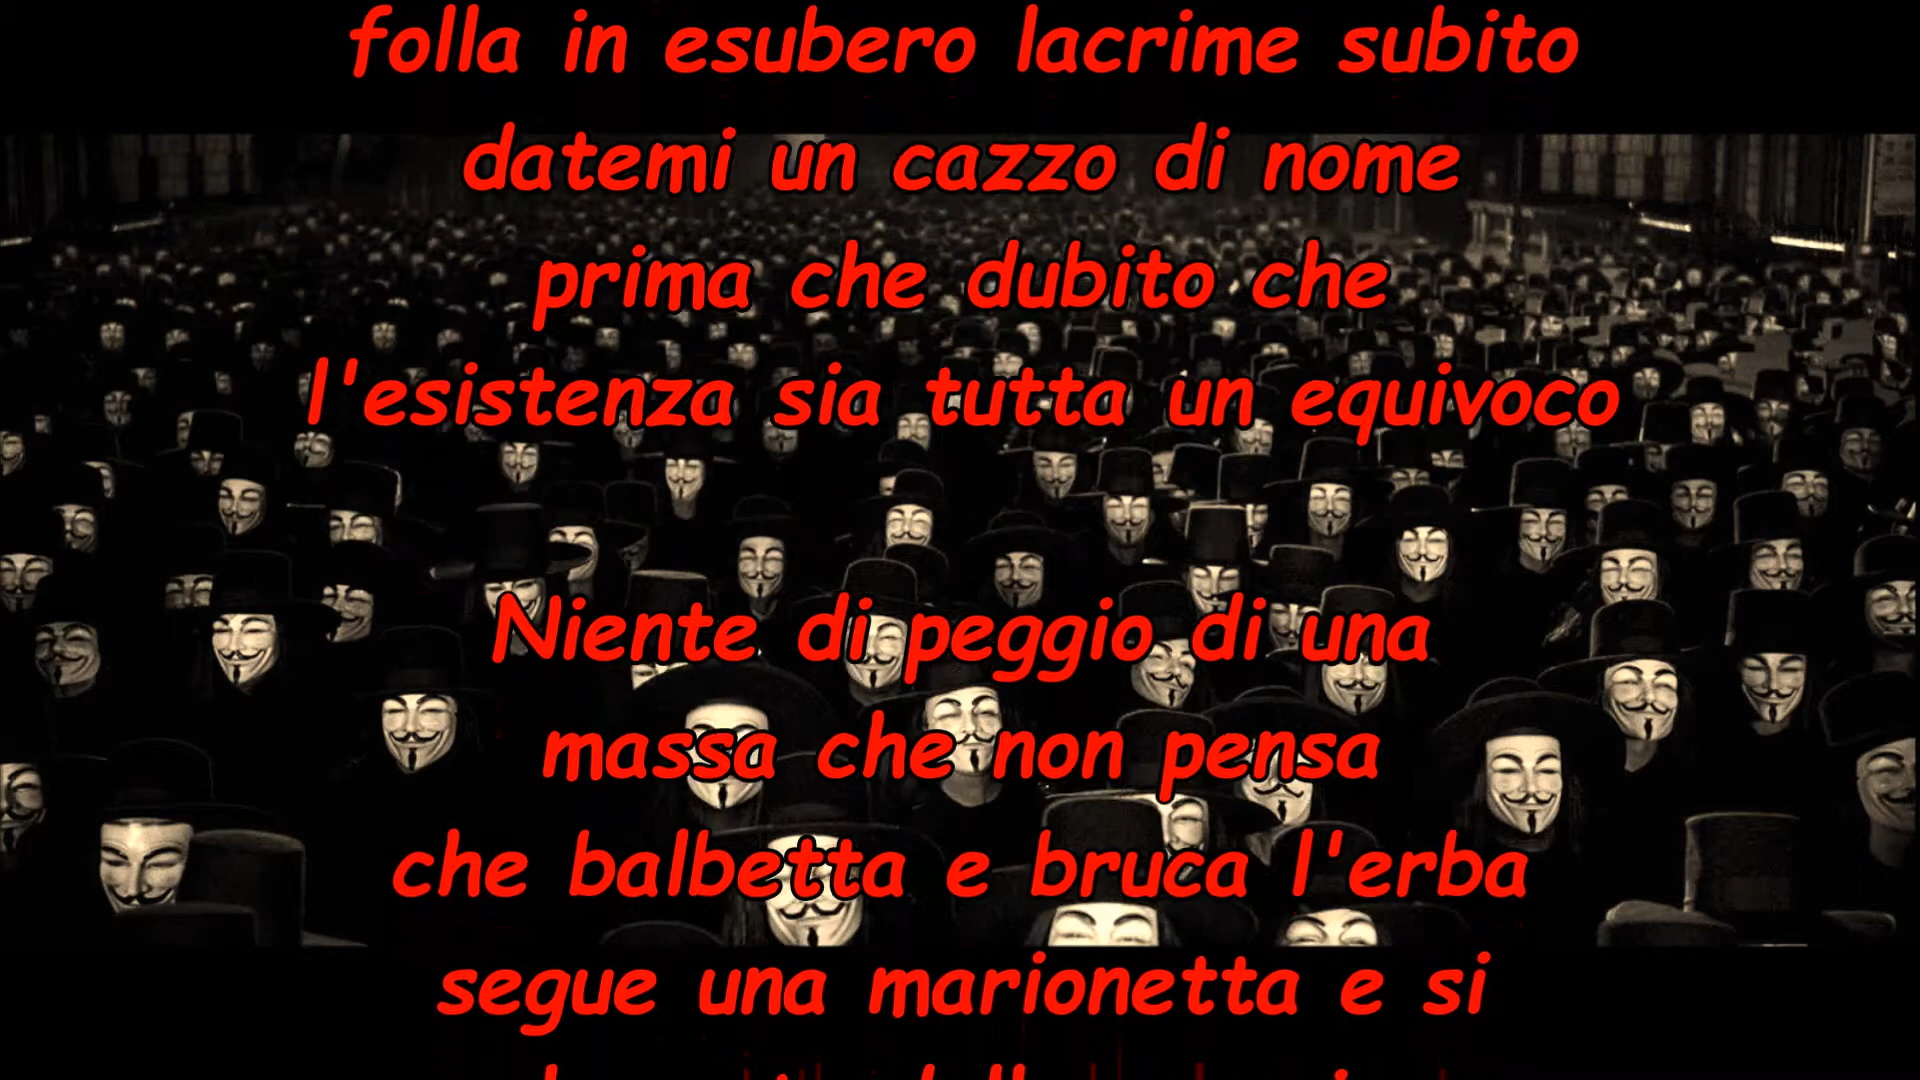 folla in esubero lacrime subito
datemi un cazzo di nome
prima che dubito che
l'esistenza sia tutta un equivoco
Niente di peggio di una
massa che non pensa
che balbetta e bruca l'erba
segue una marionetta e si